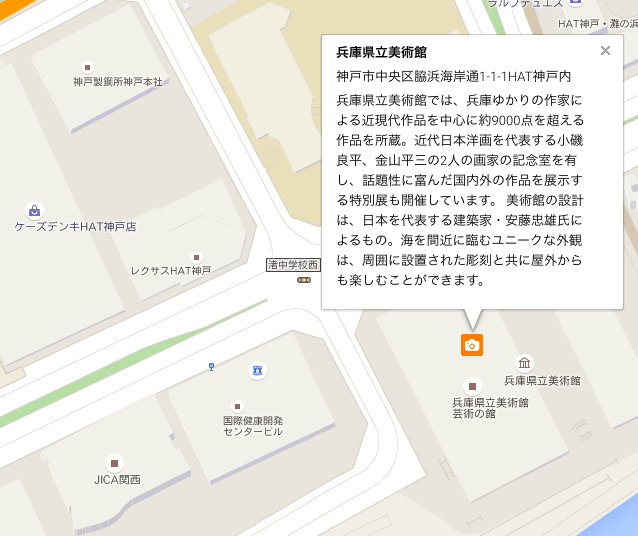 ラルフデュエス
HAT神戸・灘の浜
兵庫県立美術館
神戸市中央区脇浜海岸通1-1-1HAT神戸内
兵庫県立美術館では、兵庫ゆかりの作家に
よる近現代作品を中心に約9000点を超える
作品を所蔵。近代日本洋画を代表する小磯
良平、金山平三の2人の画家の記念室を有
し、話題性に富んだ国内外の作品を展示す
る特別展も開催しています。 美術館の設計
は、日本を代表する建築家・安藤忠雄氏に
よるもの。海を間近に臨むユニークな外観
は、周囲に設置された彫刻と共に屋外から
も楽しむことができます。
神戸製鋼所神戸本社
ケーズデンキHAT神戸店
レクサスHAT神戸
渚中学校西
兵庫県立美術館
兵庫県立美術館
芸術の館
国際健康開発
センタービル
JICA関西